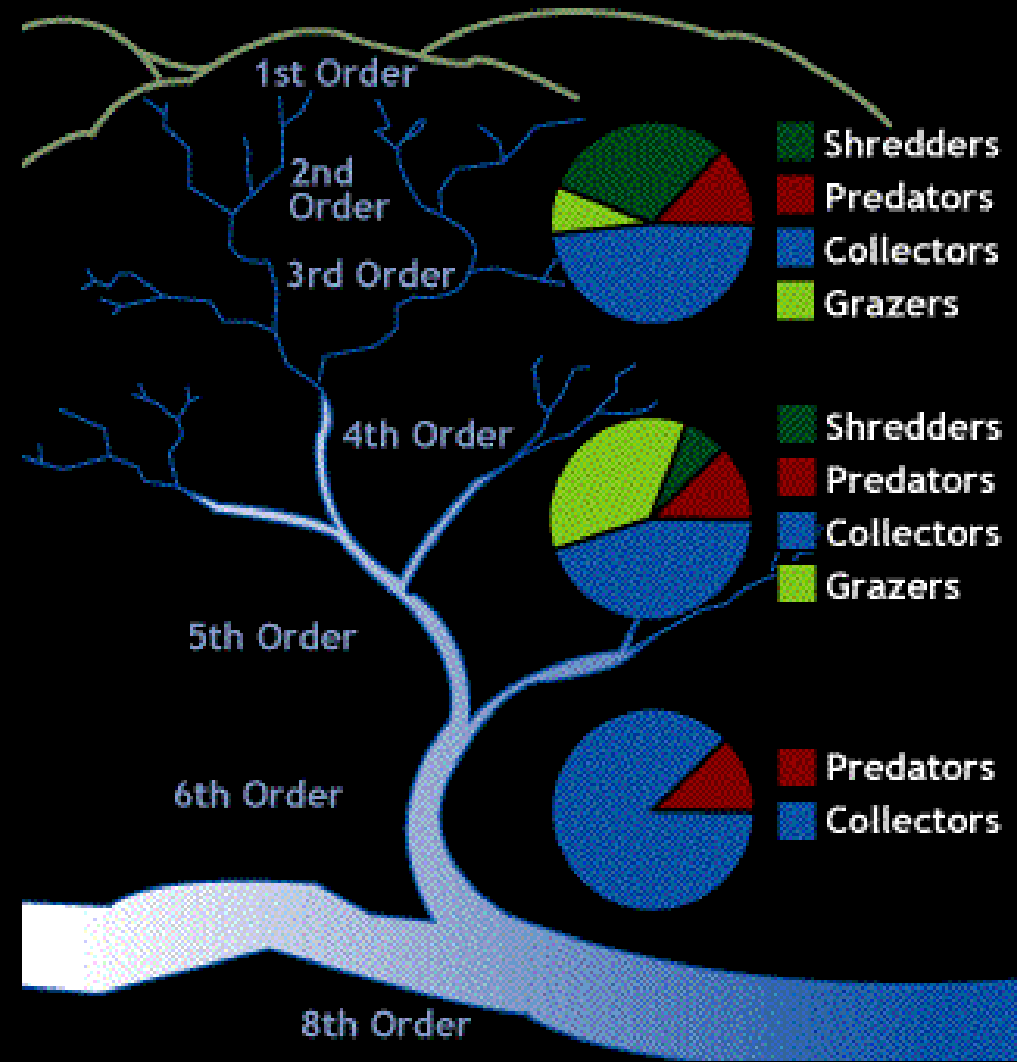 1st Order
2nd
Order
3rd Order
Shredders
Predators
Collectors
Grazers
4th Order
Shredders
Predators
Collectors
Grazers
5th Order
6th Order
Predators
Collectors
8th Order